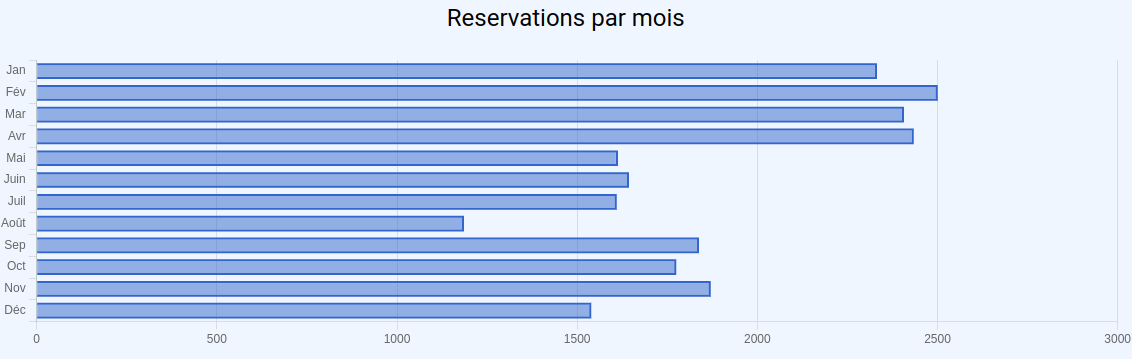 Reservations par mois
Jan
Fév
Mar
Avr
Mai
Juin
Juil
Août
Sep
Oct
Nov
Déc
0 500 1000 1500 2000 2500 3000